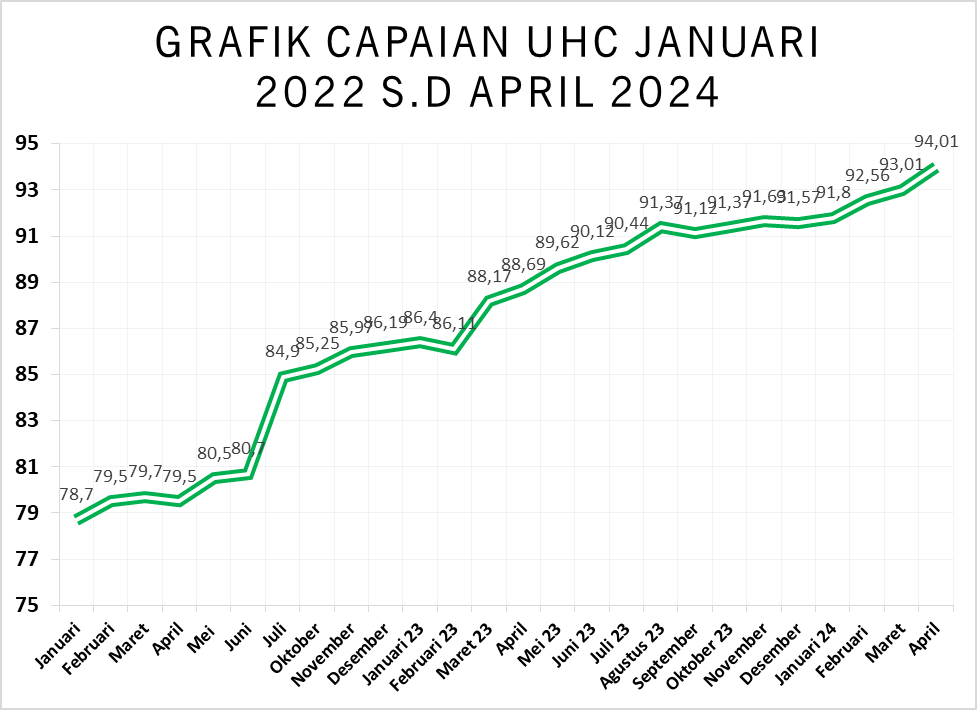 GRAFIK CAPAIAN UHC JANUARI
2022 S.D APRIL 2024
95
93
91
89
87
85
83
81
79
77
75
78,7
79,5
79,7
79,5
80,5
80,7
84,9
85,25
85,97
86,19
86,4
86,11
88,17
88,69
89,62
90,12
90,44
91,37
91,12
91,37
91,63
91,57
91,8
92,56
93,01
94,01
Januari
Februari
Maret
April
Mei
Juni
Juli
Oktober
November
Desember
Januari 23
Februari 23
Maret 23
April
Mei 23
Juni 23
Juli 23
Agustus 23
September
Oktober 23
November
Desember
Januari 24
Februari
Maret
April